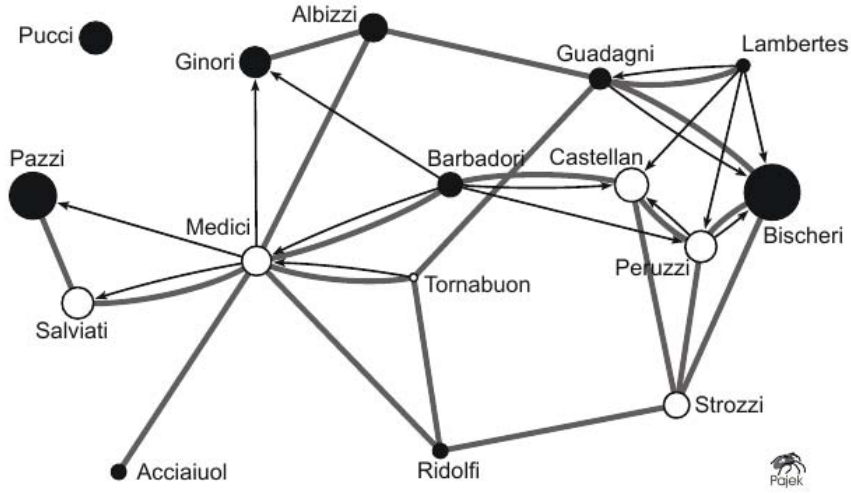 Albizzi
Pucci
Ginori
Guadagni
Lambertes
Pazzi
Barbadori
Castellan
Medici
Bischeri
Peruzzi
Tornabuon
Salviati
Strozzi
Acciaiuol
Ridolfi
Pajek